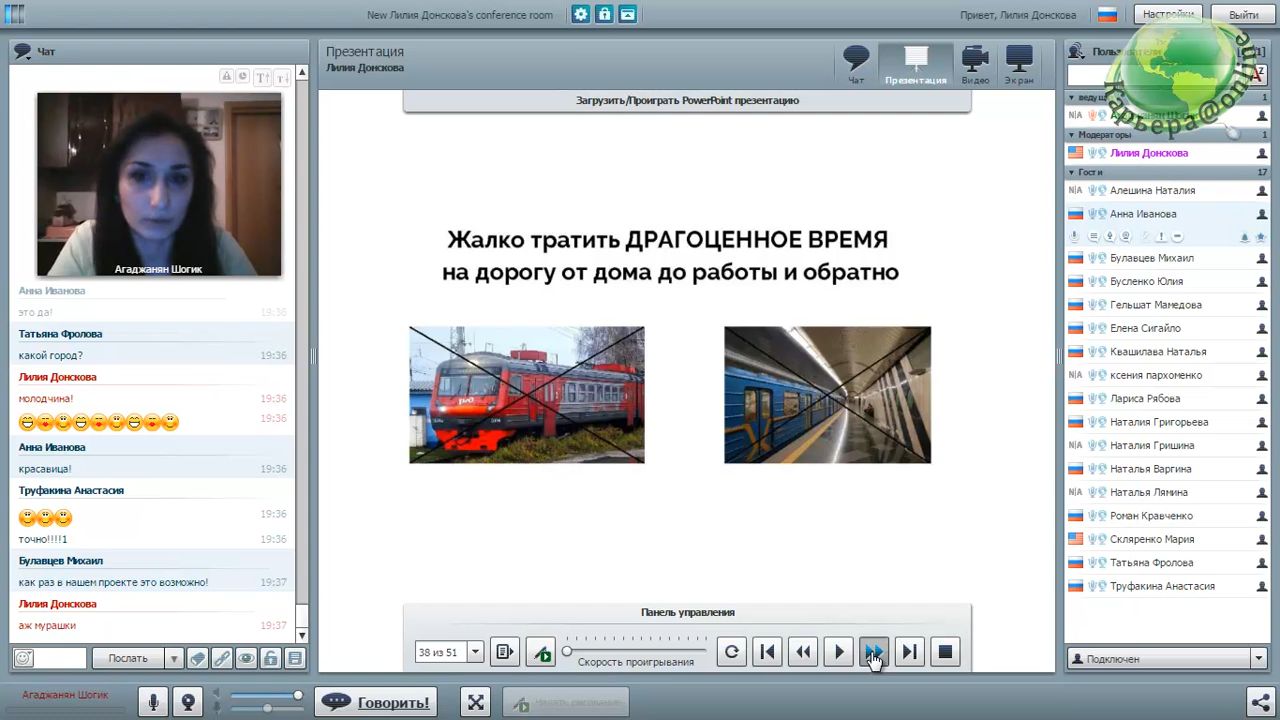 New Лилия Донскова's conference room
Привет, Лилия Донскова
Настройки
Выйти
Чат
Агаджанян Шогик
Анна Иванова
это да!
19:36
Татьяна Фролова
какой город?
19:36
Лилия Донскова
молодчина!
19:36
19:36
Анна Иванова
красавица!
19:36
Труфакина Анастасия
19:36
точно!!!!1
19:36
Булавцев Михаил
как раз в нашем проекте это возможно!
19:37
Лилия Донскова
аж мурашки
19:37
Послать
Презентация
Лилия Донскова
Чат
Презентация
Видео
Экран
Загрузить/Проиграть PowerPoint презентацию
Жалко тратить ДРАГОЦЕННОЕ ВРЕМЯ
на дорогу от дома до работы и обратно
Панель управления
38 из 51
Скорость проигрывания
карьера@online
Модераторы
1
Лилия Донскова
Гости
17
N/A
Алешина Наталия
Анна Иванова
Булавцев Михаил
Бусленко Юлия
Гельшат Мамедова
Елена Сигайло
Квашилава Наталья
N/A
ксения пархоменко
Лариса Рябова
Наталия Григорьева
N/A
Наталия Гришина
Наталья Варгина
N/A
Наталья Лямина
Роман Кравченко
Скляренко Мария
Татьяна Фролова
Труфакина Анастасия
Подключен
Агаджанян Шогик
Говорить!